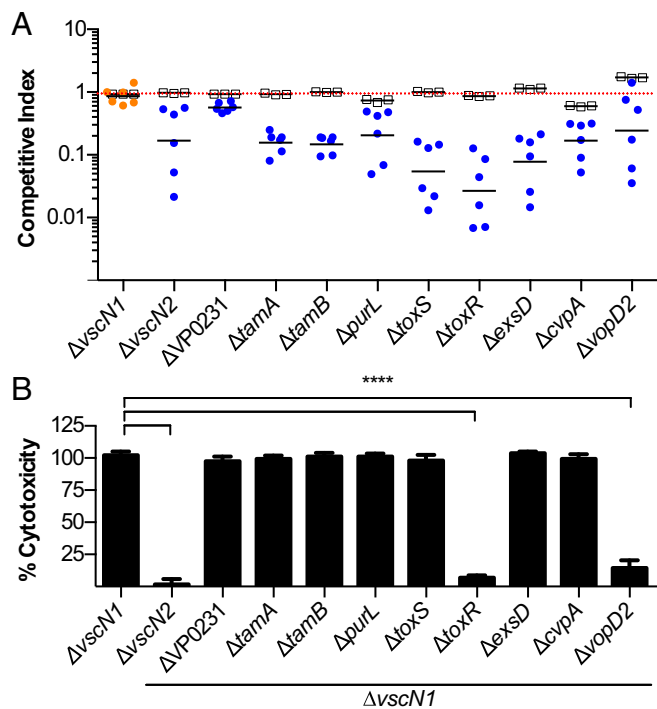 A
Competitive Index
10
1
0.1
0.01
ΔvscN1
ΔvscN2
ΔVP0231
ΔtamA
ΔtamB
ΔpurL
ΔtoxS
ΔtoxR
ΔexsD
ΔcvpA
ΔvopD2
B
****
% Cytotoxicity
125
100
75
50
25
ΔvscN1
ΔvscN2
ΔVP0231
ΔtamA
ΔtamB
ΔpurL
ΔtoxS
ΔtoxR
ΔexsD
ΔcvpA
ΔvopD2
ΔvscN1